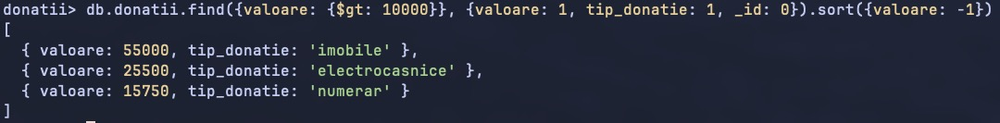 donatii> db.donatii.find({valoare: {$gt: 10000}}, {valoare: 1, tip_donatie: 1, _id: 0}).sort({valoare: -1})
[
  { valoare: 55000, tip_donatie: 'imobile' },
  { valoare: 25500, tip_donatie: 'electrocasnice' },
  { valoare: 15750, tip_donatie: 'numerar' }
]